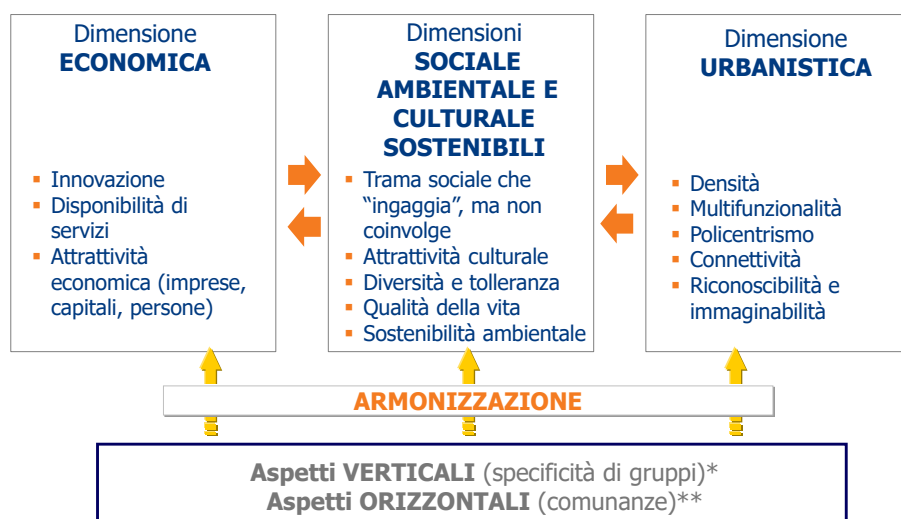 Dimensione
ECONOMICA
▪ Innovazione
▪ Disponibilità di
servizi
▪ Attrattività
economica (imprese,
capitali, persone)
Dimensioni
SOCIALE
AMBIENTALE E
CULTURALE
SOSTENIBILI
▪ Trama sociale che
“ingaggia”, ma non
coinvolge
▪ Attrattività culturale
▪ Diversità e tolleranza
▪ Qualità della vita
▪ Sostenibilità ambientale
Dimensione
URBANISTICA
▪ Densità
▪ Multifunzionalità
▪ Policentrismo
▪ Connettività
▪ Riconoscibilità e
immaginabilità
ARMONIZZAZIONE
Aspetti VERTICALI (specificità di gruppi)*
Aspetti ORIZZONTALI (comunanze)**